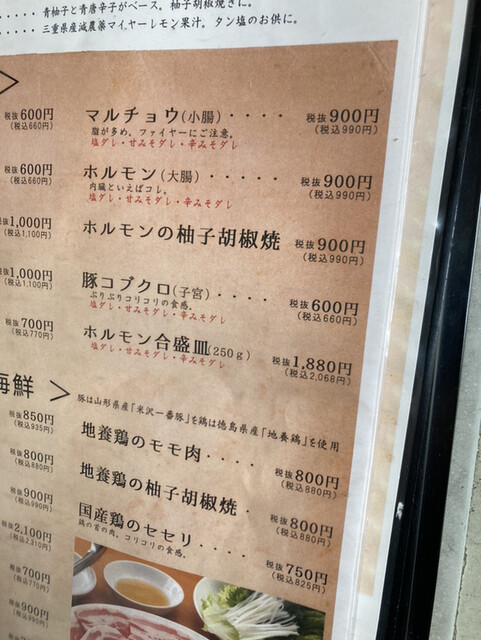 青柚子と青唐辛子がベース。柚子胡椒焼きに。
三重県産減農薬マイヤーレモン果汁。タン塩のお供に。
税抜600円
(税込660円)
税抜600円
(税込660円)
1,000円
(税込1,100円)
1,000円
(税込1,100円)
税抜700円
(税込770円)
マルチョウ(小腸)・・・・税抜900円
(税込990円)
脂が多め、ファイヤーにご注意。
塩ダレ・甘みそダレ・辛みそダレ
ホルモン(大腸)・・・・・税抜900円
(税込990円)
内臓といえばコレ。
塩ダレ・甘みそダレ・辛みそダレ
ホルモンの柚子胡椒焼 税抜900円
(税込990円)
豚コブクロ(子宮)・・・・税抜600円
(税込660円)
ぷりぷりコリコリの食感。
塩ダレ・甘みそダレ・辛みそダレ
ホルモン合盛皿(250g) 税抜1,880円
(税込2,068円)
塩ダレ・甘みそダレ・辛みそダレ
海鮮
税抜850円
(税込935円)
税抜800円
(税込880円)
税抜900円
(税込990円)
税抜2,100円
(税込2,310円)
税抜700円
(税込770円)
税抜900円
(税込990円)
豚は山形県産「米沢一番豚」を鶏は徳島県産「地養鶏」を使用
地養鶏のモモ肉・・・・税抜800円
(税込880円)
地養鶏の柚子胡椒焼・税抜800円
(税込880円)
国産鶏のセセリ・・・・税抜750円
(税込825円)
鶏の首の肉。コリコリの食感。